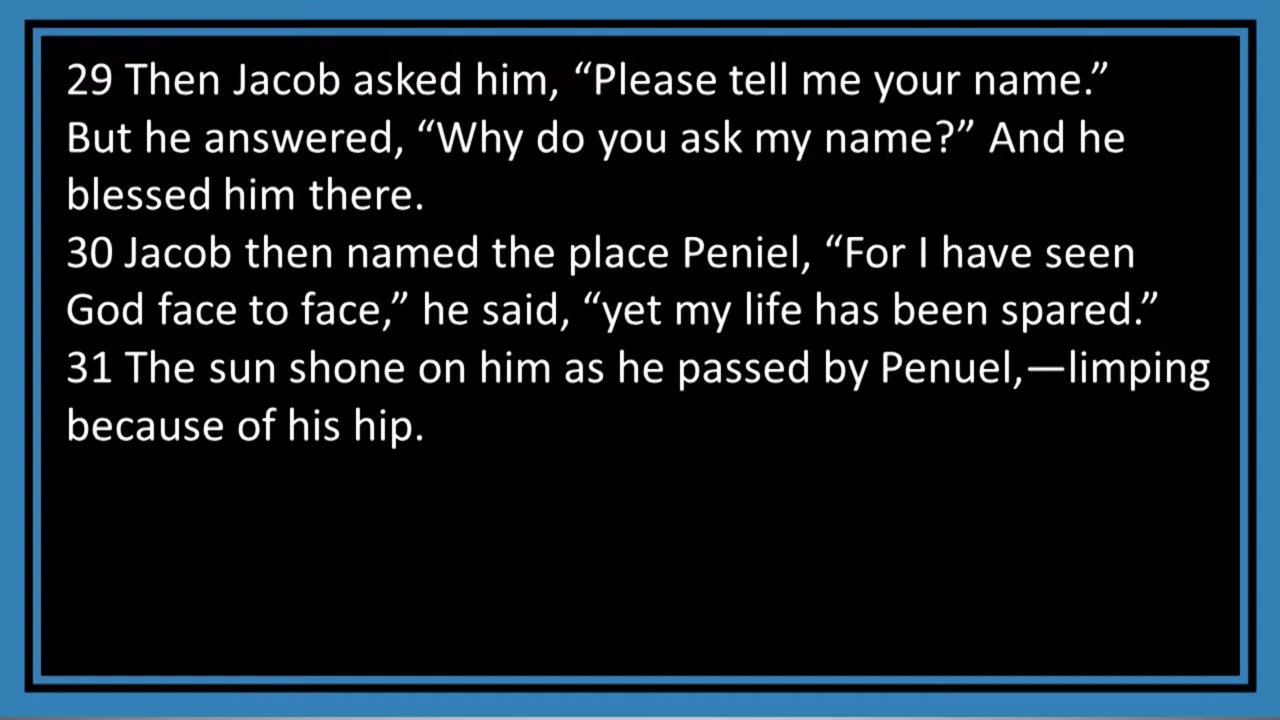 29 Then Jacob asked him, “Please tell me your name.”
But he answered, “Why do you ask my name?” And he
blessed him there.
30 Jacob then named the place Peniel, “For I have seen
God face to face,” he said, “yet my life has been spared.”
31 The sun shone on him as he passed by Penuel,—limping
because of his hip.